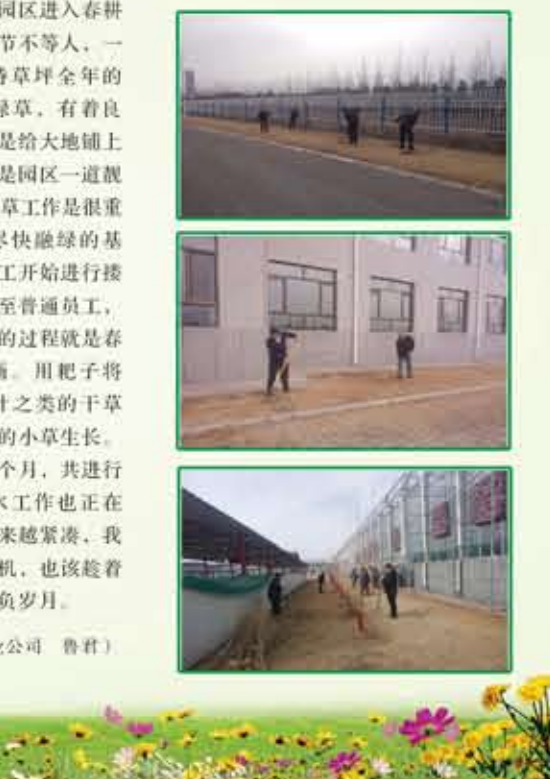 园区进入春耕
节不等人，一
春草坪全年的
绿草，有着良
是给大地铺上
是园区一道靓
草工作是很重
尽快融绿的基
工开始进行搂
至普通员工，
的过程就是春
画。用耙子将
叶之类的干草
的小草生长。
个月，共进行
水工作也正在
来越紧凑，我
机，也该趁着
负岁月。
公司 鲁君）